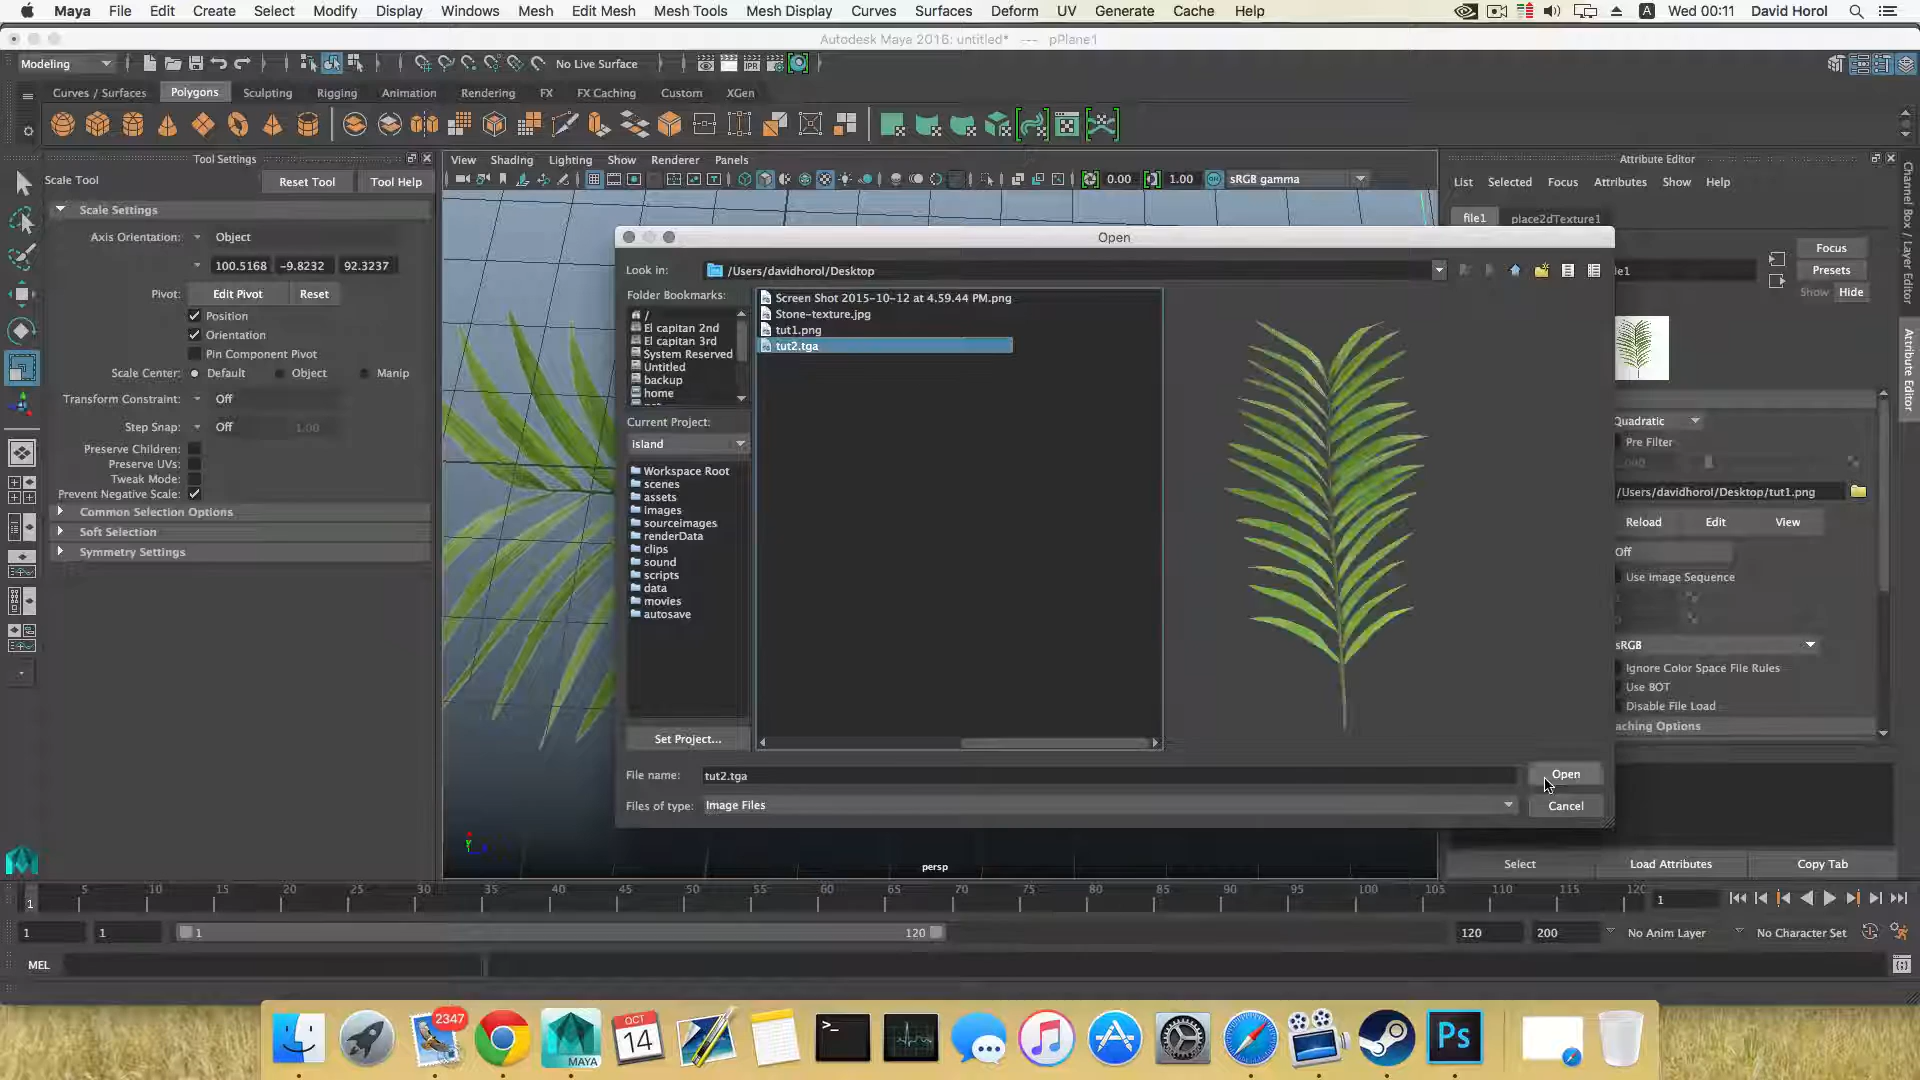 Maya File Edit Create Select Modify Display Windows Mesh Edit Mesh Mesh Tools Mesh Display Curves Surfaces Deform UV Generate Cache Help A Wed 00:11 David Horol
Autodesk Maya 2016: untitled* --- pPlane1
Modeling No Live Surface IPR
Curves / Surfaces Polygons Sculpting Rigging Animation Rendering FX FX Caching Custom XGen
Tool Settings
Scale Tool Reset Tool Tool Help
Scale Settings
Axis Orientation: Object
100.5168 -9.8232 92.3237
Pivot: Edit Pivot Reset
Position
Orientation
Pin Component Pivot
Scale Center: Default Object Manip
Transform Constraint: Off
Step Snap: Off 1.00
Preserve Children:
Preserve UVs:
Tweak Mode:
Prevent Negative Scale:
Common Selection Options
Soft Selection
Symmetry Settings
View Shading Lighting Show Renderer Panels
0.00 1.00 sRGB gamma
Open
Look in: /Users/davidhorol/Desktop
Folder Bookmarks:
/
El capitan 2nd
El capitan 3rd
System Reserved
Untitled
backup
home
Current Project:
island
Workspace Root
scenes
assets
images
sourceimages
renderData
clips
sound
scripts
data
movies
autosave
Set Project...
Screen Shot 2015-10-12 at 4.59.44 PM.png
Stone-texture.jpg
tut1.png
tut2.tga
File name: tut2.tga Open
Files of type: Image Files Cancel
persp
Attribute Editor
List Selected Focus Attributes Show Help
file1 place2dTexture1
Focus
Presets
Show Hide
Quadratic
Pre Filter
/Users/davidhorol/Desktop/tut1.png
Reload Edit View
Off
Use Image Sequence
sRGB
Ignore Color Space File Rules
Use BOT
Disable File Load
aching Options
Select Load Attributes Copy Tab
Channel Box / Layer Editor
Attribute Editor
5 10 15 20 25 30 35 40 45 50 55 60 65 70 75 80 85 90 95 100 105 110 115 120
1 1
1 1 1 120 120 200 No Anim Layer No Character Set
MEL
2347
MAYA
OCT
14
Ps